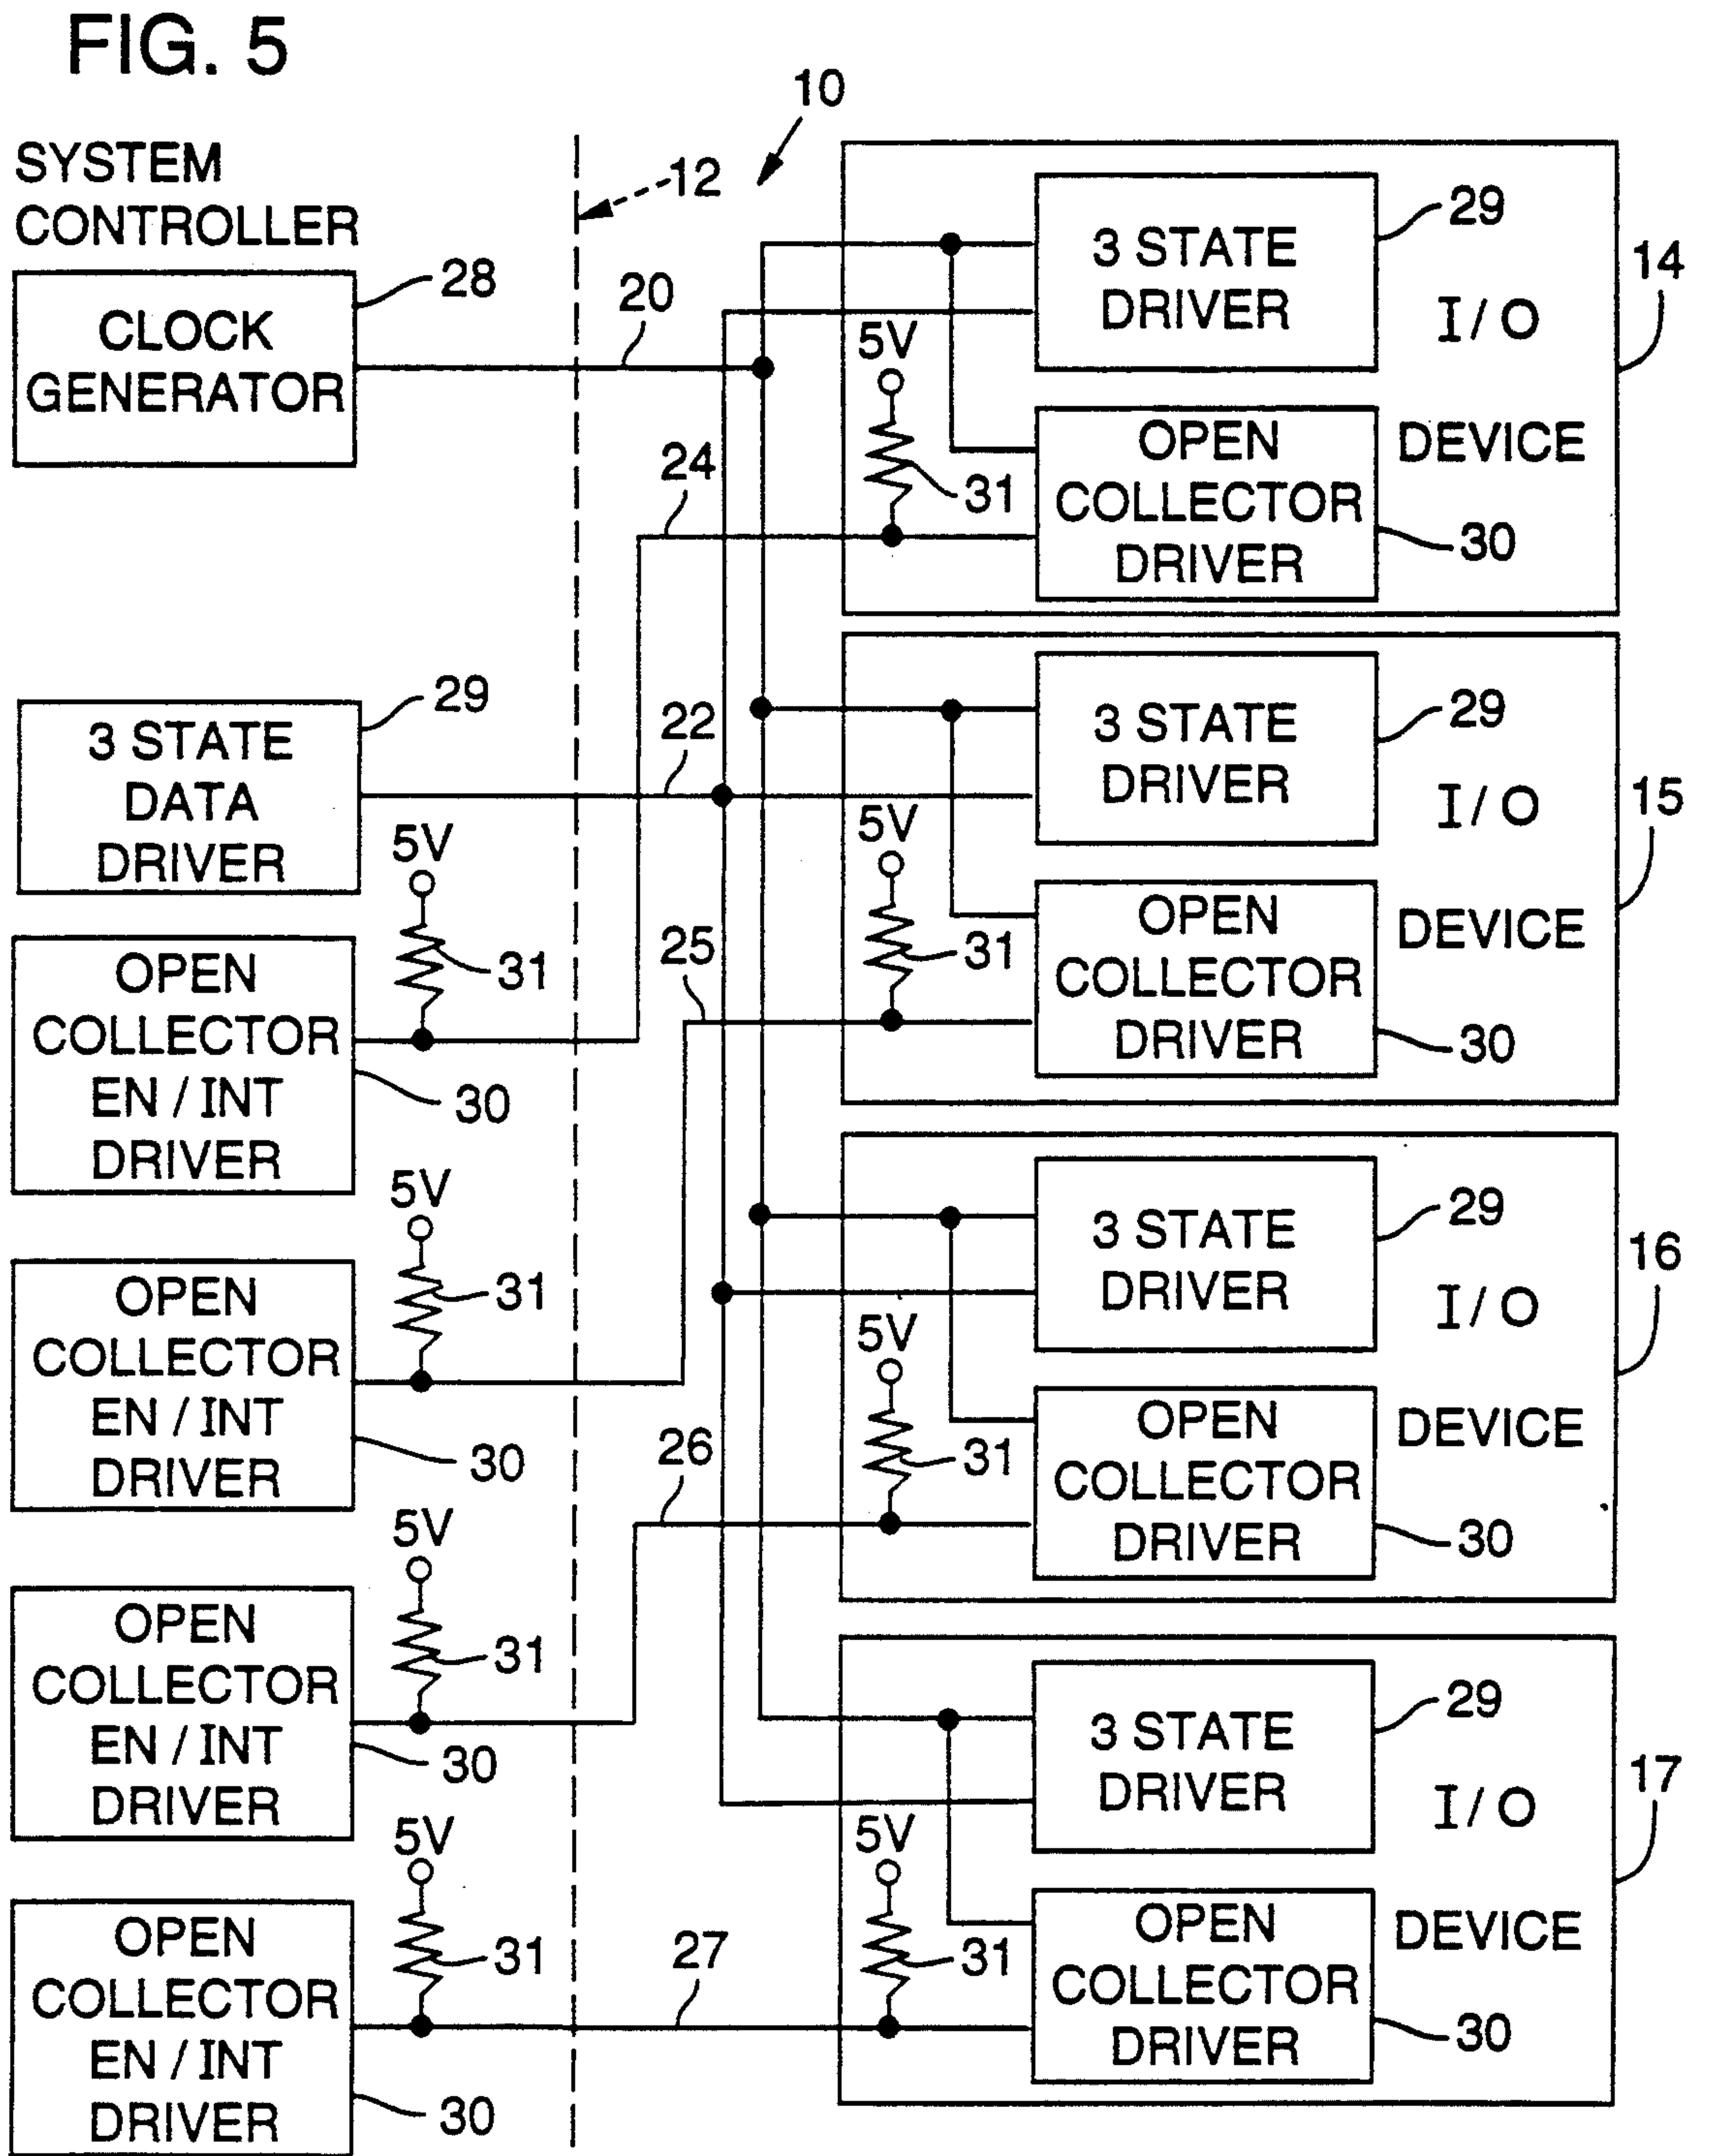 FIG. 5
10
SYSTEM
CONTROLLER
12
CLOCK
GENERATOR
28
20
24
3 STATE
DATA
DRIVER
29
22
5V
OPEN
COLLECTOR
EN / INT
DRIVER
31
30
25
5V
OPEN
COLLECTOR
EN / INT
DRIVER
31
30
26
5V
OPEN
COLLECTOR
EN / INT
DRIVER
31
30
5V
OPEN
COLLECTOR
EN / INT
DRIVER
31
30
27
3 STATE
DRIVER
29
14
I / O
5V
OPEN
COLLECTOR
DRIVER
DEVICE
31
30
3 STATE
DRIVER
29
15
I / O
5V
OPEN
COLLECTOR
DRIVER
DEVICE
31
30
3 STATE
DRIVER
29
16
I / O
5V
OPEN
COLLECTOR
DRIVER
DEVICE
31
30
3 STATE
DRIVER
29
17
I / O
5V
OPEN
COLLECTOR
DRIVER
DEVICE
31
30